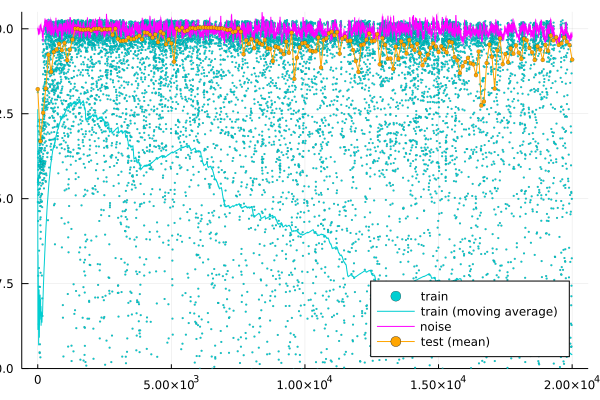 0.0
2.5
5.0
7.5
0.0
0
5.00×10³
1.00×10⁴
1.50×10⁴
2.00×10⁴
train
train (moving average)
noise
test (mean)